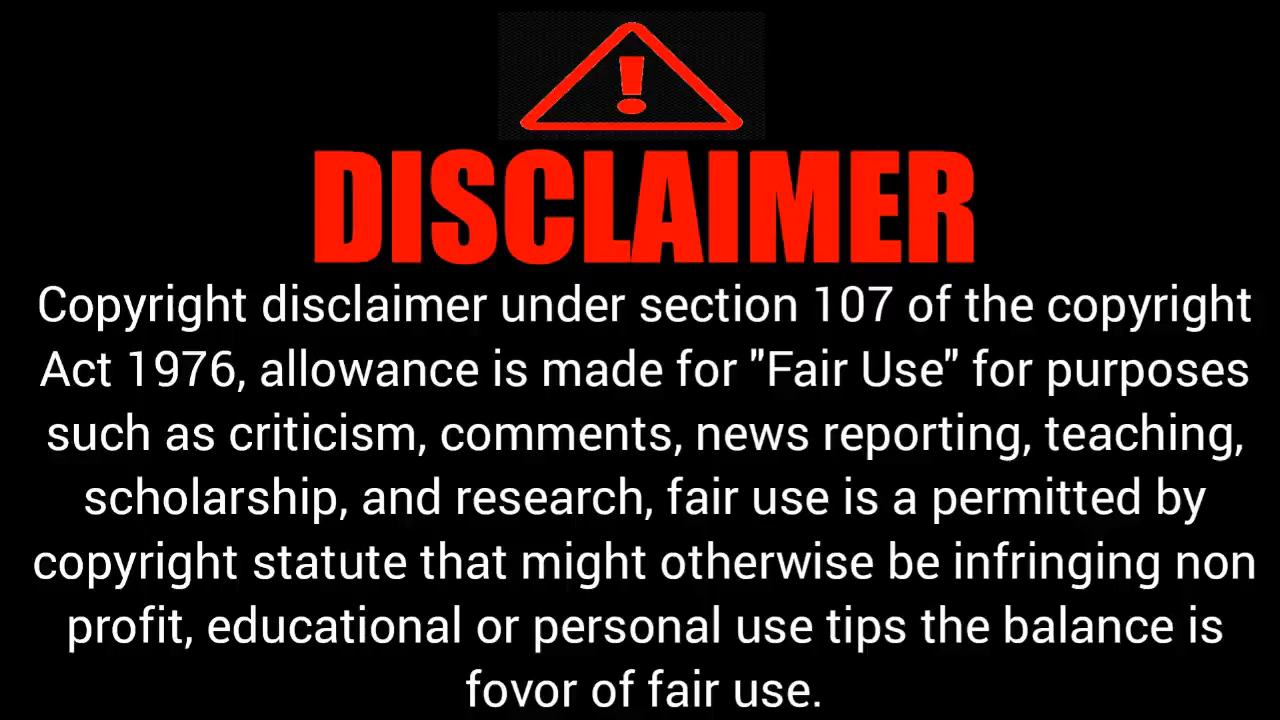 DISCLAIMER
Copyright disclaimer under section 107 of the copyright
Act 1976, allowance is made for "Fair Use" for purposes
such as criticism, comments, news reporting, teaching,
scholarship, and research, fair use is a permitted by
copyright statute that might otherwise be infringing non
profit, educational or personal use tips the balance is
fovor of fair use.